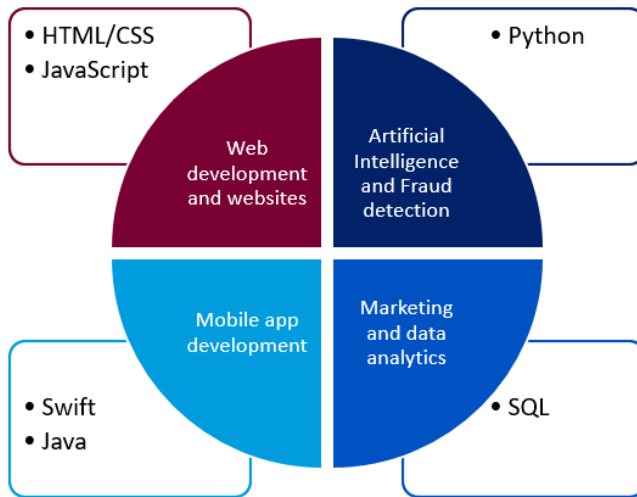 • HTML/CSS
• JavaScript
• Python
Web
development
and websites
Artificial
Intelligence
and Fraud
detection
Mobile app
development
Marketing
and data
analytics
• Swift
• Java
• SQL